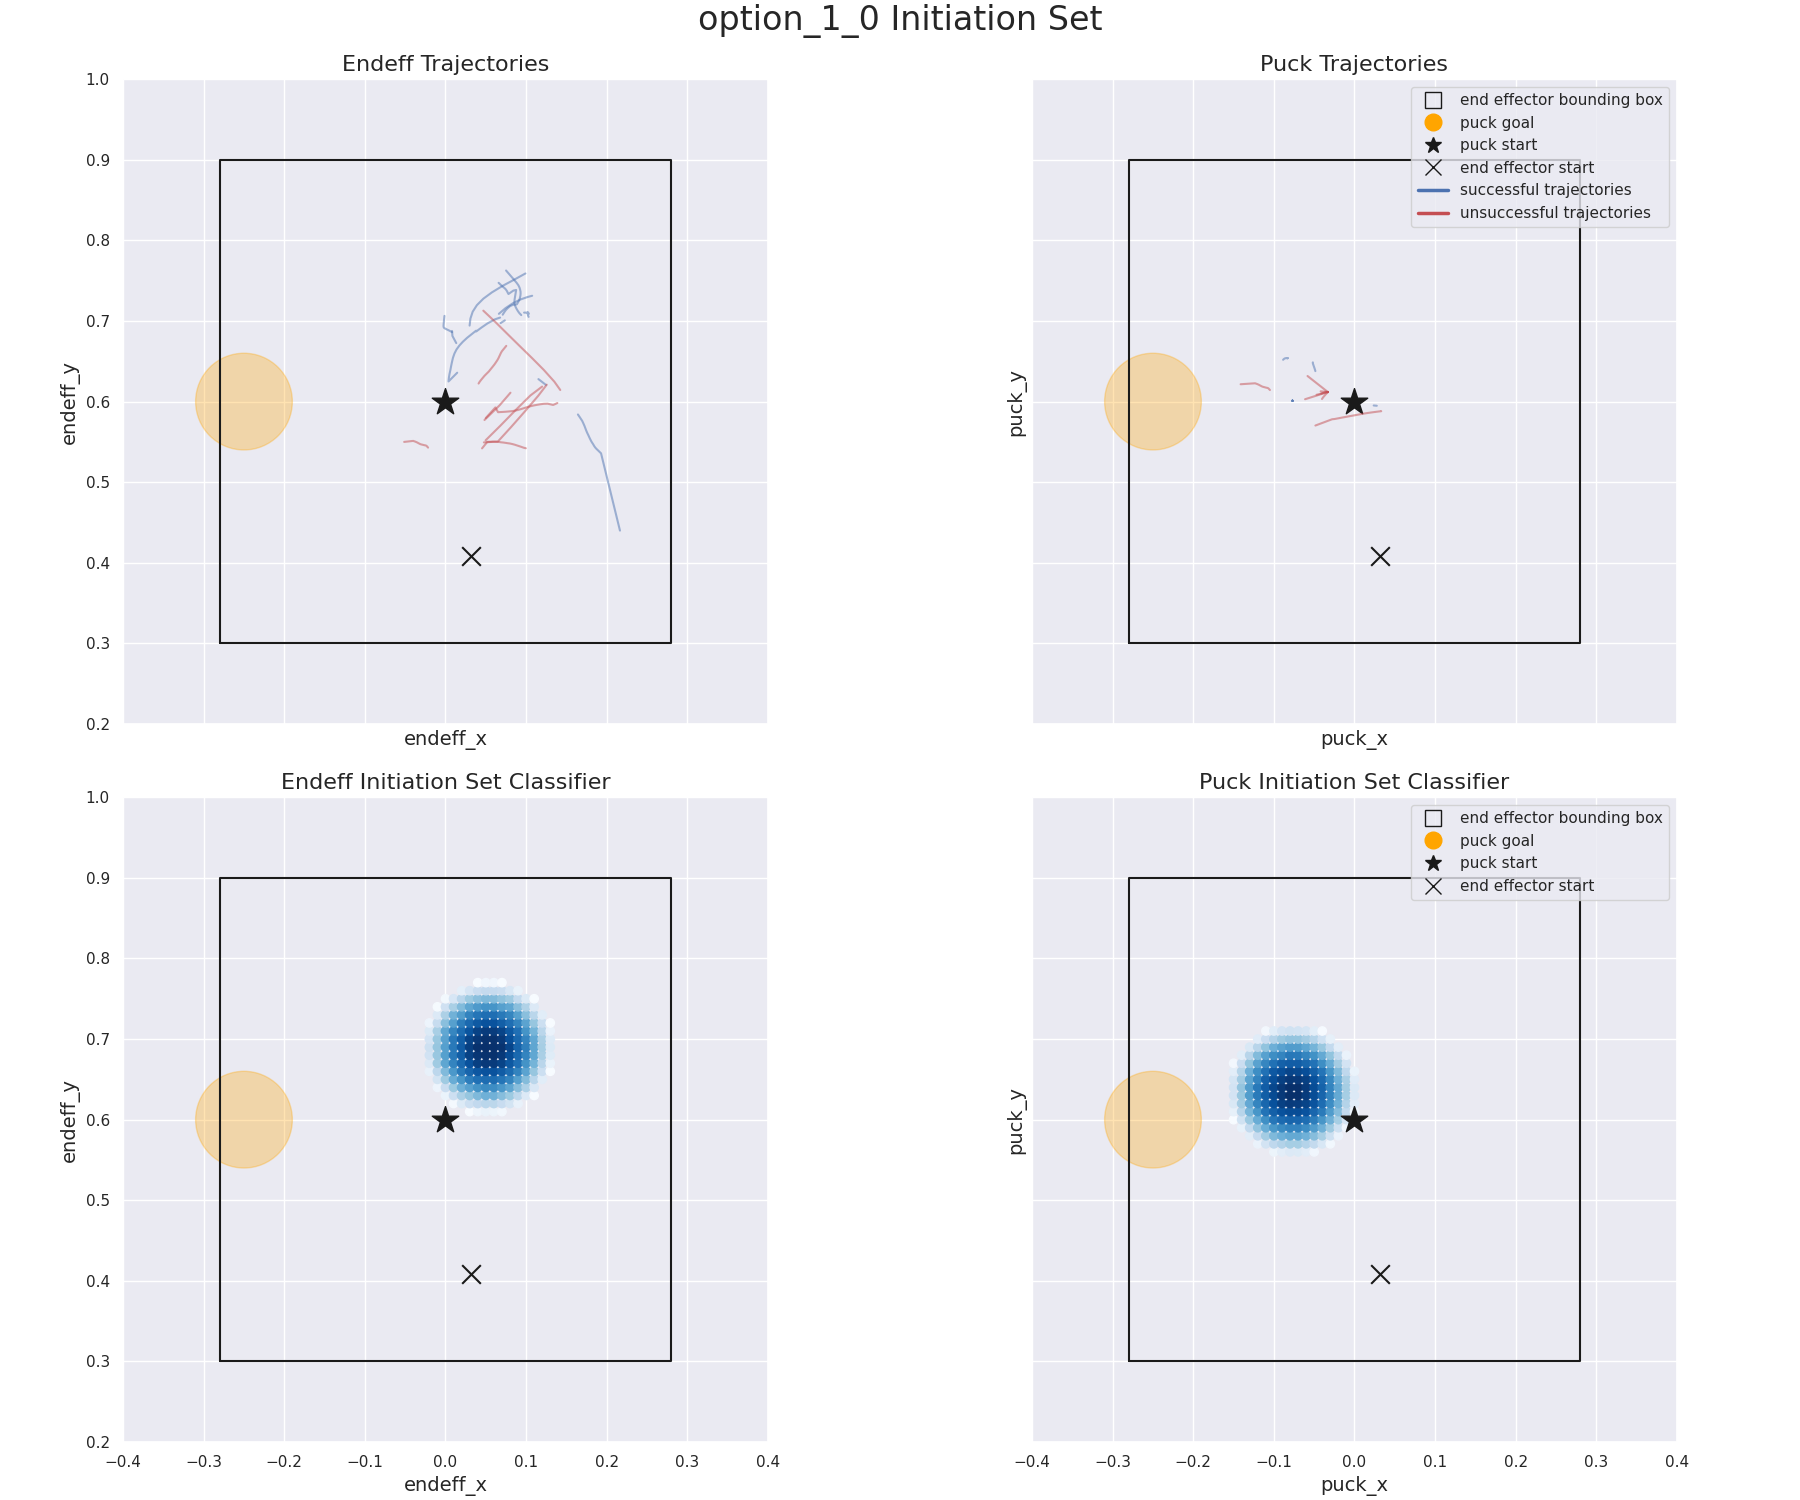 option_1_0 Initiation Set
Endeff Trajectories
1.0
0.9
0.8
0.7
0.6
0.5
0.4
0.3
0.2
endeff_y
endeff_x
Puck Trajectories
end effector bounding box
puck goal
puck start
end effector start
successful trajectories
unsuccessful trajectories
puck_y
puck_x
Endeff Initiation Set Classifier
1.0
0.9
0.8
0.7
0.6
0.5
0.4
0.3
0.2
endeff_y
−0.4 −0.3 −0.2 −0.1 0.0 0.1 0.2 0.3 0.4
endeff_x
Puck Initiation Set Classifier
end effector bounding box
puck goal
puck start
end effector start
puck_y
−0.4 −0.3 −0.2 −0.1 0.0 0.1 0.2 0.3 0.4
puck_x